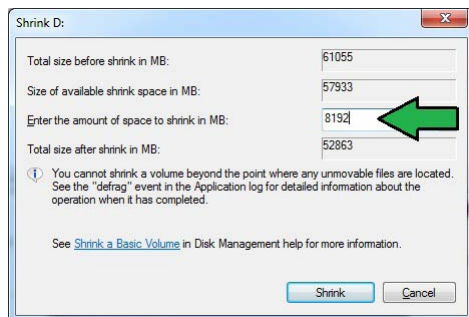 Shrink D:
Total size before shrink in MB: 61055
Size of available shrink space in MB: 57933
Enter the amount of space to shrink in MB: 8192
Total size after shrink in MB: 52863
You cannot shrink a volume beyond the point where any unmovable files are located.
See the "defrag" event in the Application log for detailed information about the
operation when it has completed.
See Shrink a Basic Volume in Disk Management help for more information.
Shrink Cancel